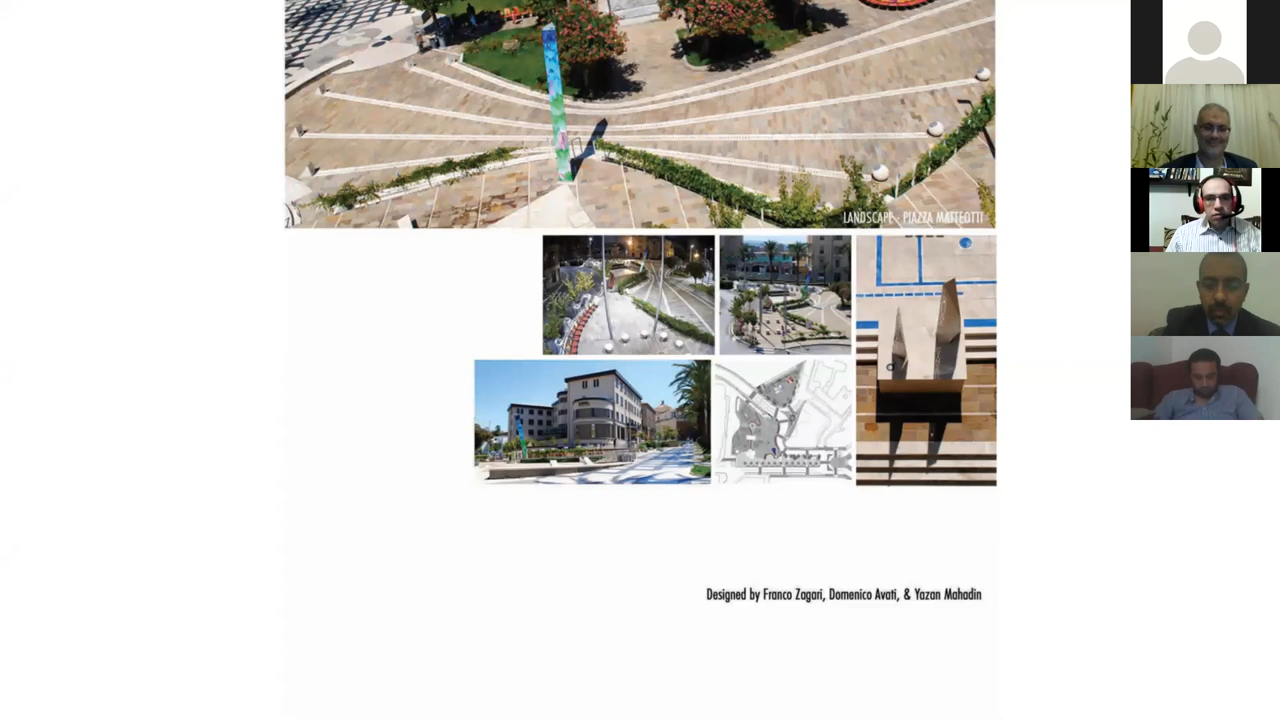 LANDSCAPE - PIAZZA MATTEOTTI
Designed by Franco Zagari, Domenico Avati, & Yazan Mahadin